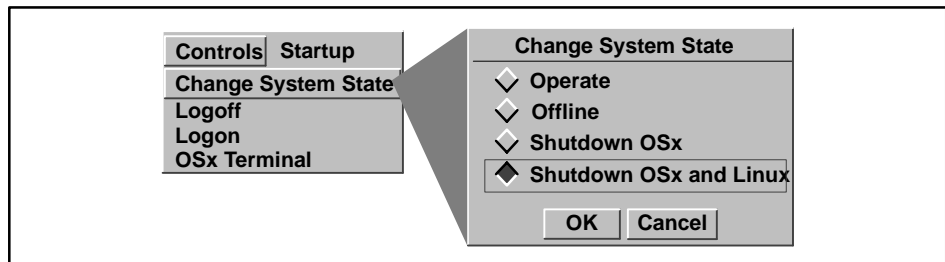 Controls Startup
Change System State
Logoff
Logon
OSx Terminal
Change System State
Operate
Offline
Shutdown OSx
Shutdown OSx and Linux
OK Cancel